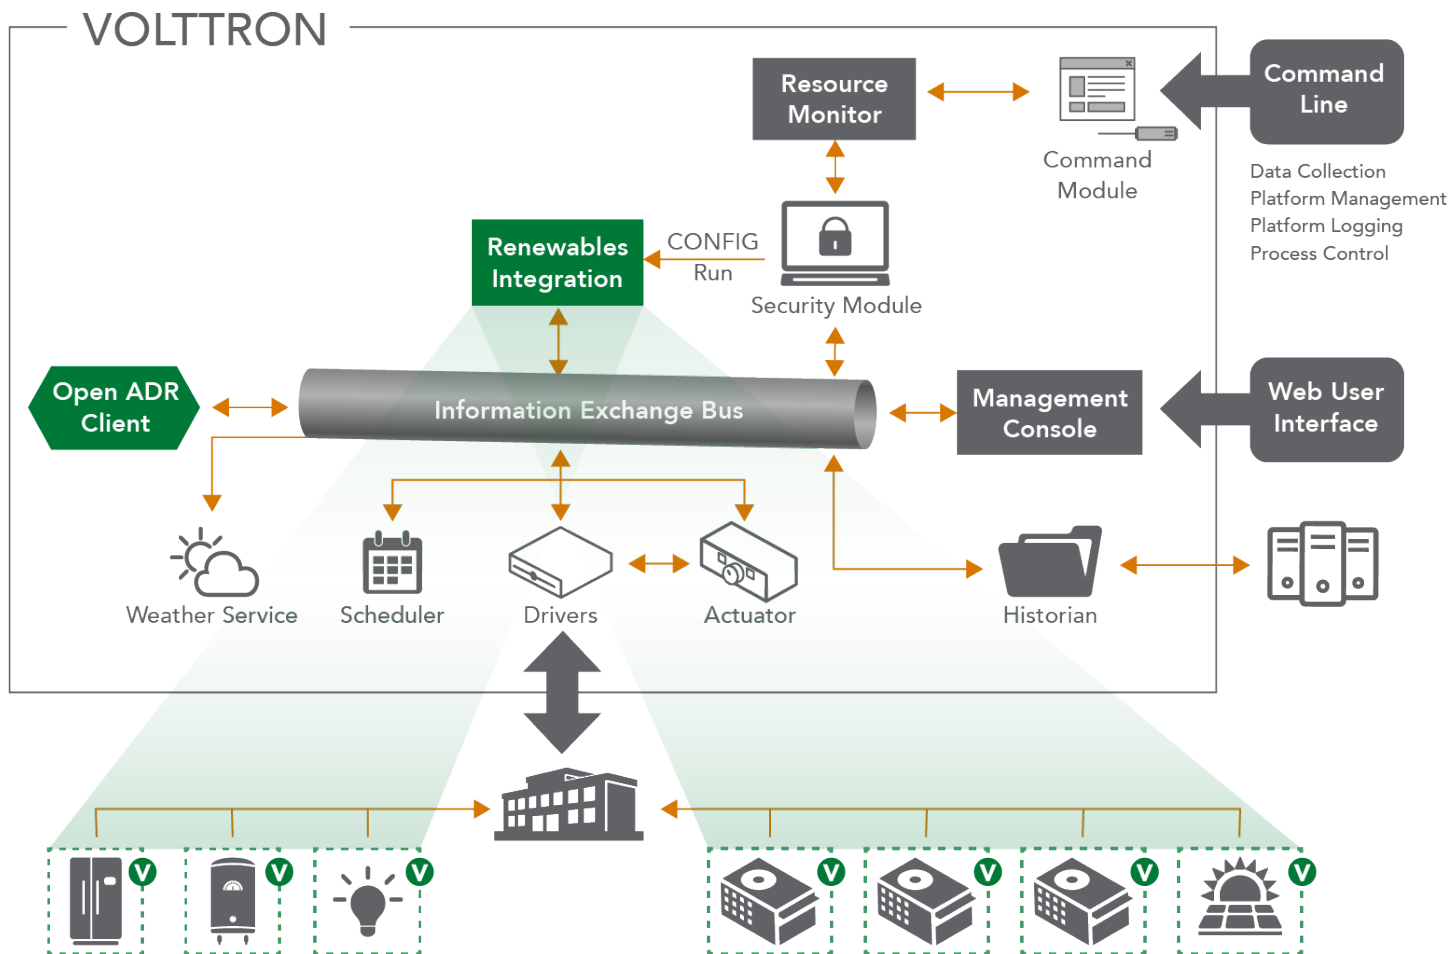 VOLTTRON
Resource
Monitor
Command
Module
Command
Line
Data Collection
Platform Management
Platform Logging
Process Control
Renewables
Integration
CONFIG
Run
Security Module
Open ADR
Client
Information Exchange Bus
Management
Console
Web User
Interface
Weather Service
Scheduler
Drivers
Actuator
Historian
V
V
V
V
V
V
V